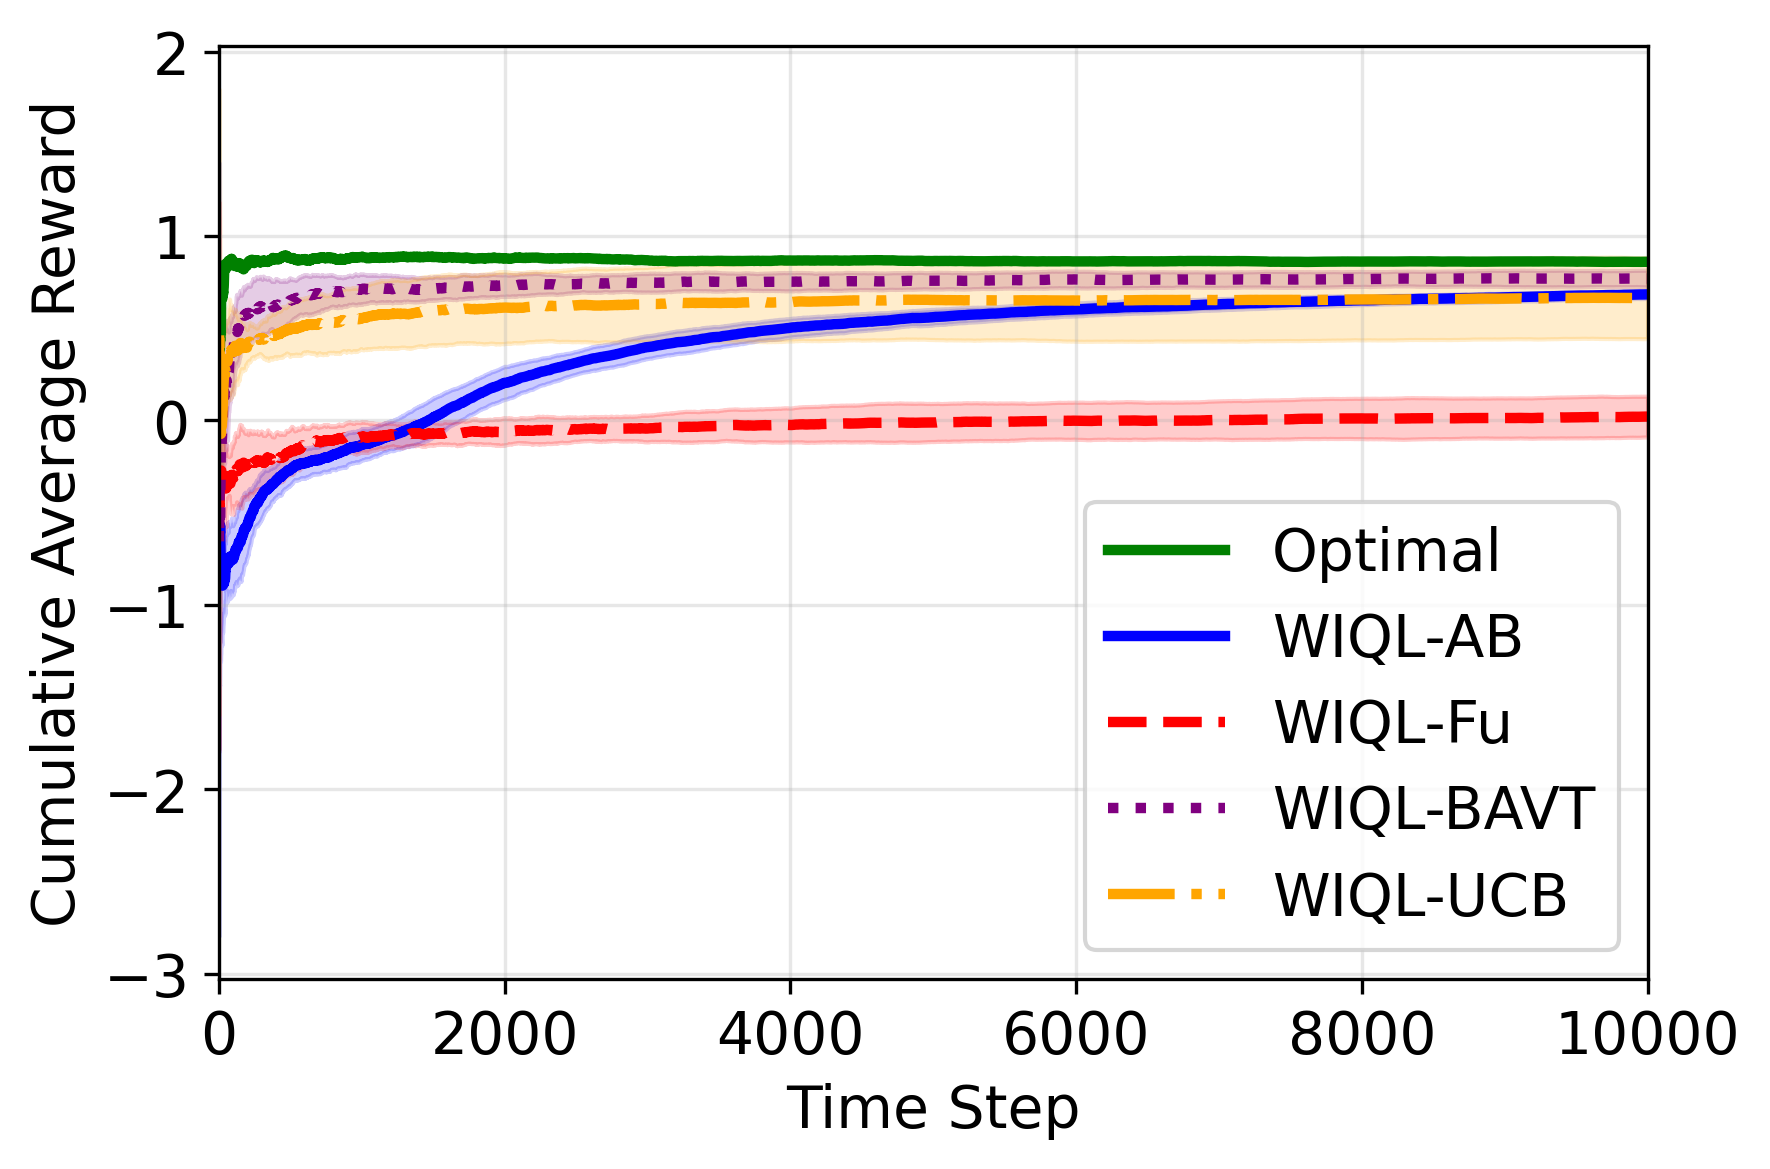 Cumulative Average Reward
2
1
0
−1
−2
−3
0 2000 4000 6000 8000 10000
Time Step
Optimal
WIQL-AB
WIQL-Fu
WIQL-BAVT
WIQL-UCB